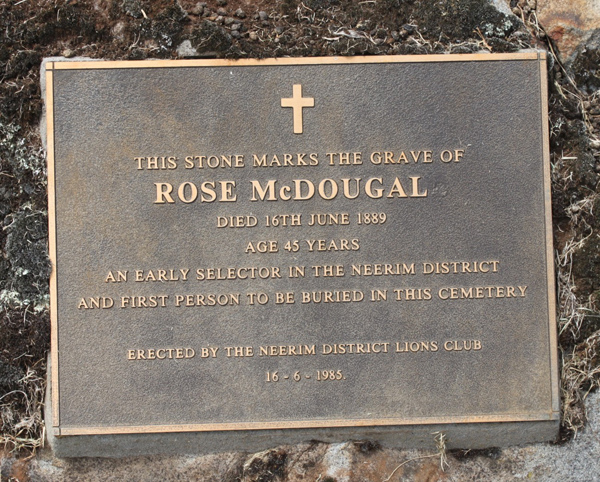 THIS STONE MARKS THE GRAVE OF
ROSE McDOUGAL
DIED 16TH JUNE 1889
AGE 45 YEARS
AN EARLY SELECTOR IN THE NEERIM DISTRICT
AND FIRST PERSON TO BE BURIED IN THIS CEMETERY
ERECTED BY THE NEERIM DISTRICT LIONS CLUB
16 - 6 - 1985.